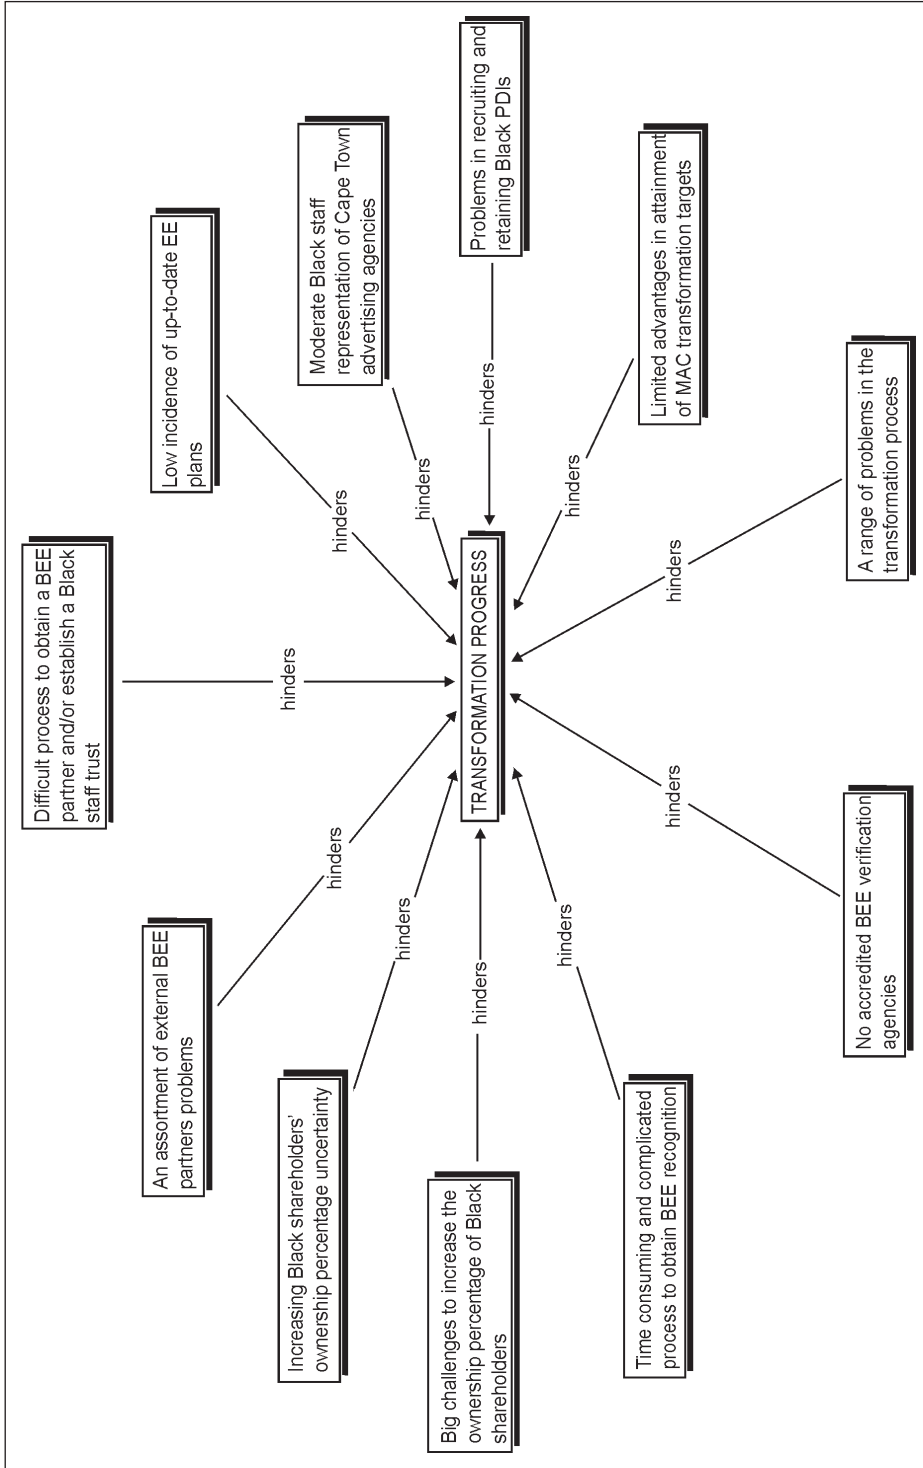 Difficult process to obtain a BEE
partner and/or establish a Black
staff trust
An assortment of external BEE
partners problems
Low incidence of up-to-date EE
plans
Increasing Black shareholders'
ownership percentage uncertainty
Moderate Black staff
representation of Cape Town
advertising agencies
hinders
hinders
hinders
hinders
hinders
Big challenges to increase the
ownership percentage of Black
shareholders
hinders
TRANSFORMATION PROGRESS
hinders
Problems in recruiting and
retaining Black PDIs
hinders
hinders
hinders
hinders
Time consuming and complicated
process to obtain BEE recognition
Limited advantages in attainment
of MAC transformation targets
No accredited BEE verification
agencies
A range of problems in the
transformation process